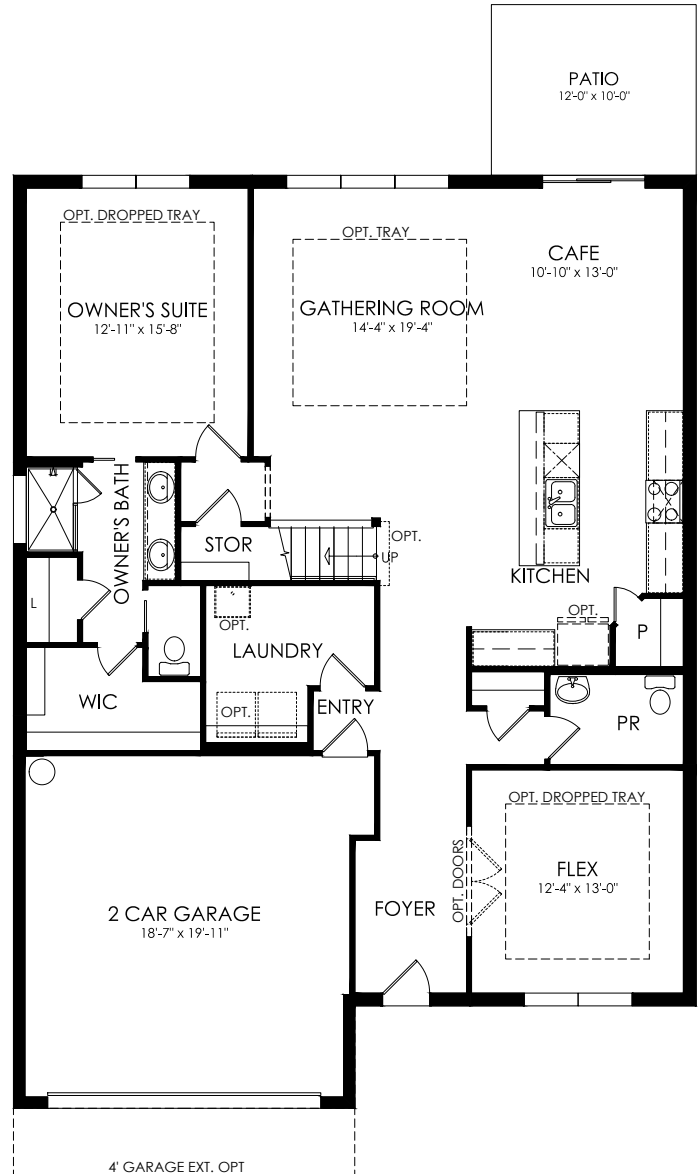 PATIO
12'-0" x 10'-0"
OPT. DROPPED TRAY
OWNER'S SUITE
12'-11" x 15'-8"
OPT. TRAY
GATHERING ROOM
14'-4" x 19'-4"
CAFE
10'-10" x 13'-0"
OWNER'S BATH
STOR
OPT.
UP
KITCHEN
L
OPT.
P
OPT.
LAUNDRY
WIC
OPT.
ENTRY
PR
OPT. DROPPED TRAY
FLEX
12'-4" x 13'-0"
OPT. DOORS
FOYER
2 CAR GARAGE
18'-7" x 19'-11"
4' GARAGE EXT. OPT